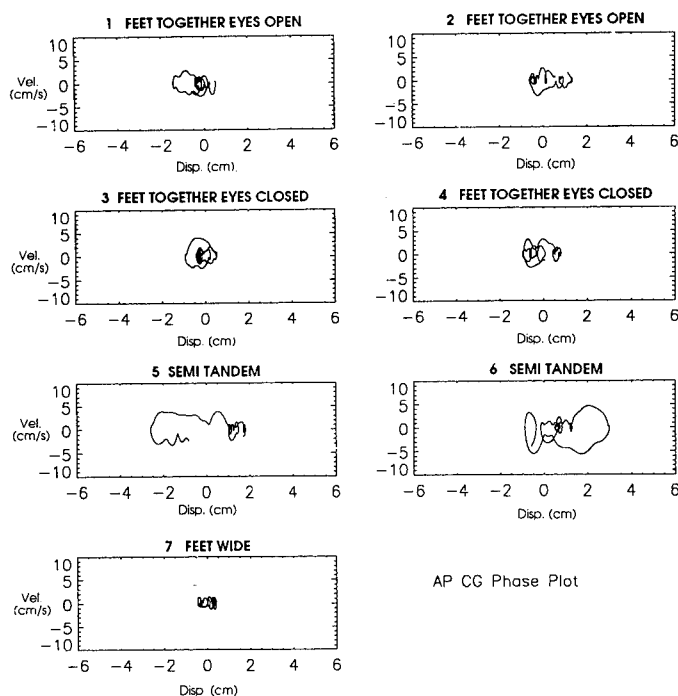 1 FEET TOGETHER EYES OPEN
10
5
Vel. 0
(cm/s)
-5
-10
-6 -4 -2 0 2 4 6
Disp. (cm)
2 FEET TOGETHER EYES OPEN
10
5
0
-5
-10
-6 -4 -2 0 2 4 6
Disp. (cm)
3 FEET TOGETHER EYES CLOSED
10
5
Vel. 0
(cm/s)
-5
-10
-6 -4 -2 0 2 4 6
Disp. (cm)
4 FEET TOGETHER EYES CLOSED
10
5
0
-5
-10
-6 -4 -2 0 2 4 6
Disp. (cm)
5 SEMI TANDEM
10
5
Vel. 0
(cm/s)
-5
-10
-6 -4 -2 0 2 4 6
Disp. (cm)
6 SEMI TANDEM
10
5
0
-5
-10
-6 -4 -2 0 2 4 6
Disp. (cm)
7 FEET WIDE
10
5
Vel. 0
(cm/s)
-5
-10
-6 -4 -2 0 2 4 6
Disp. (cm)
AP CG Phase Plot